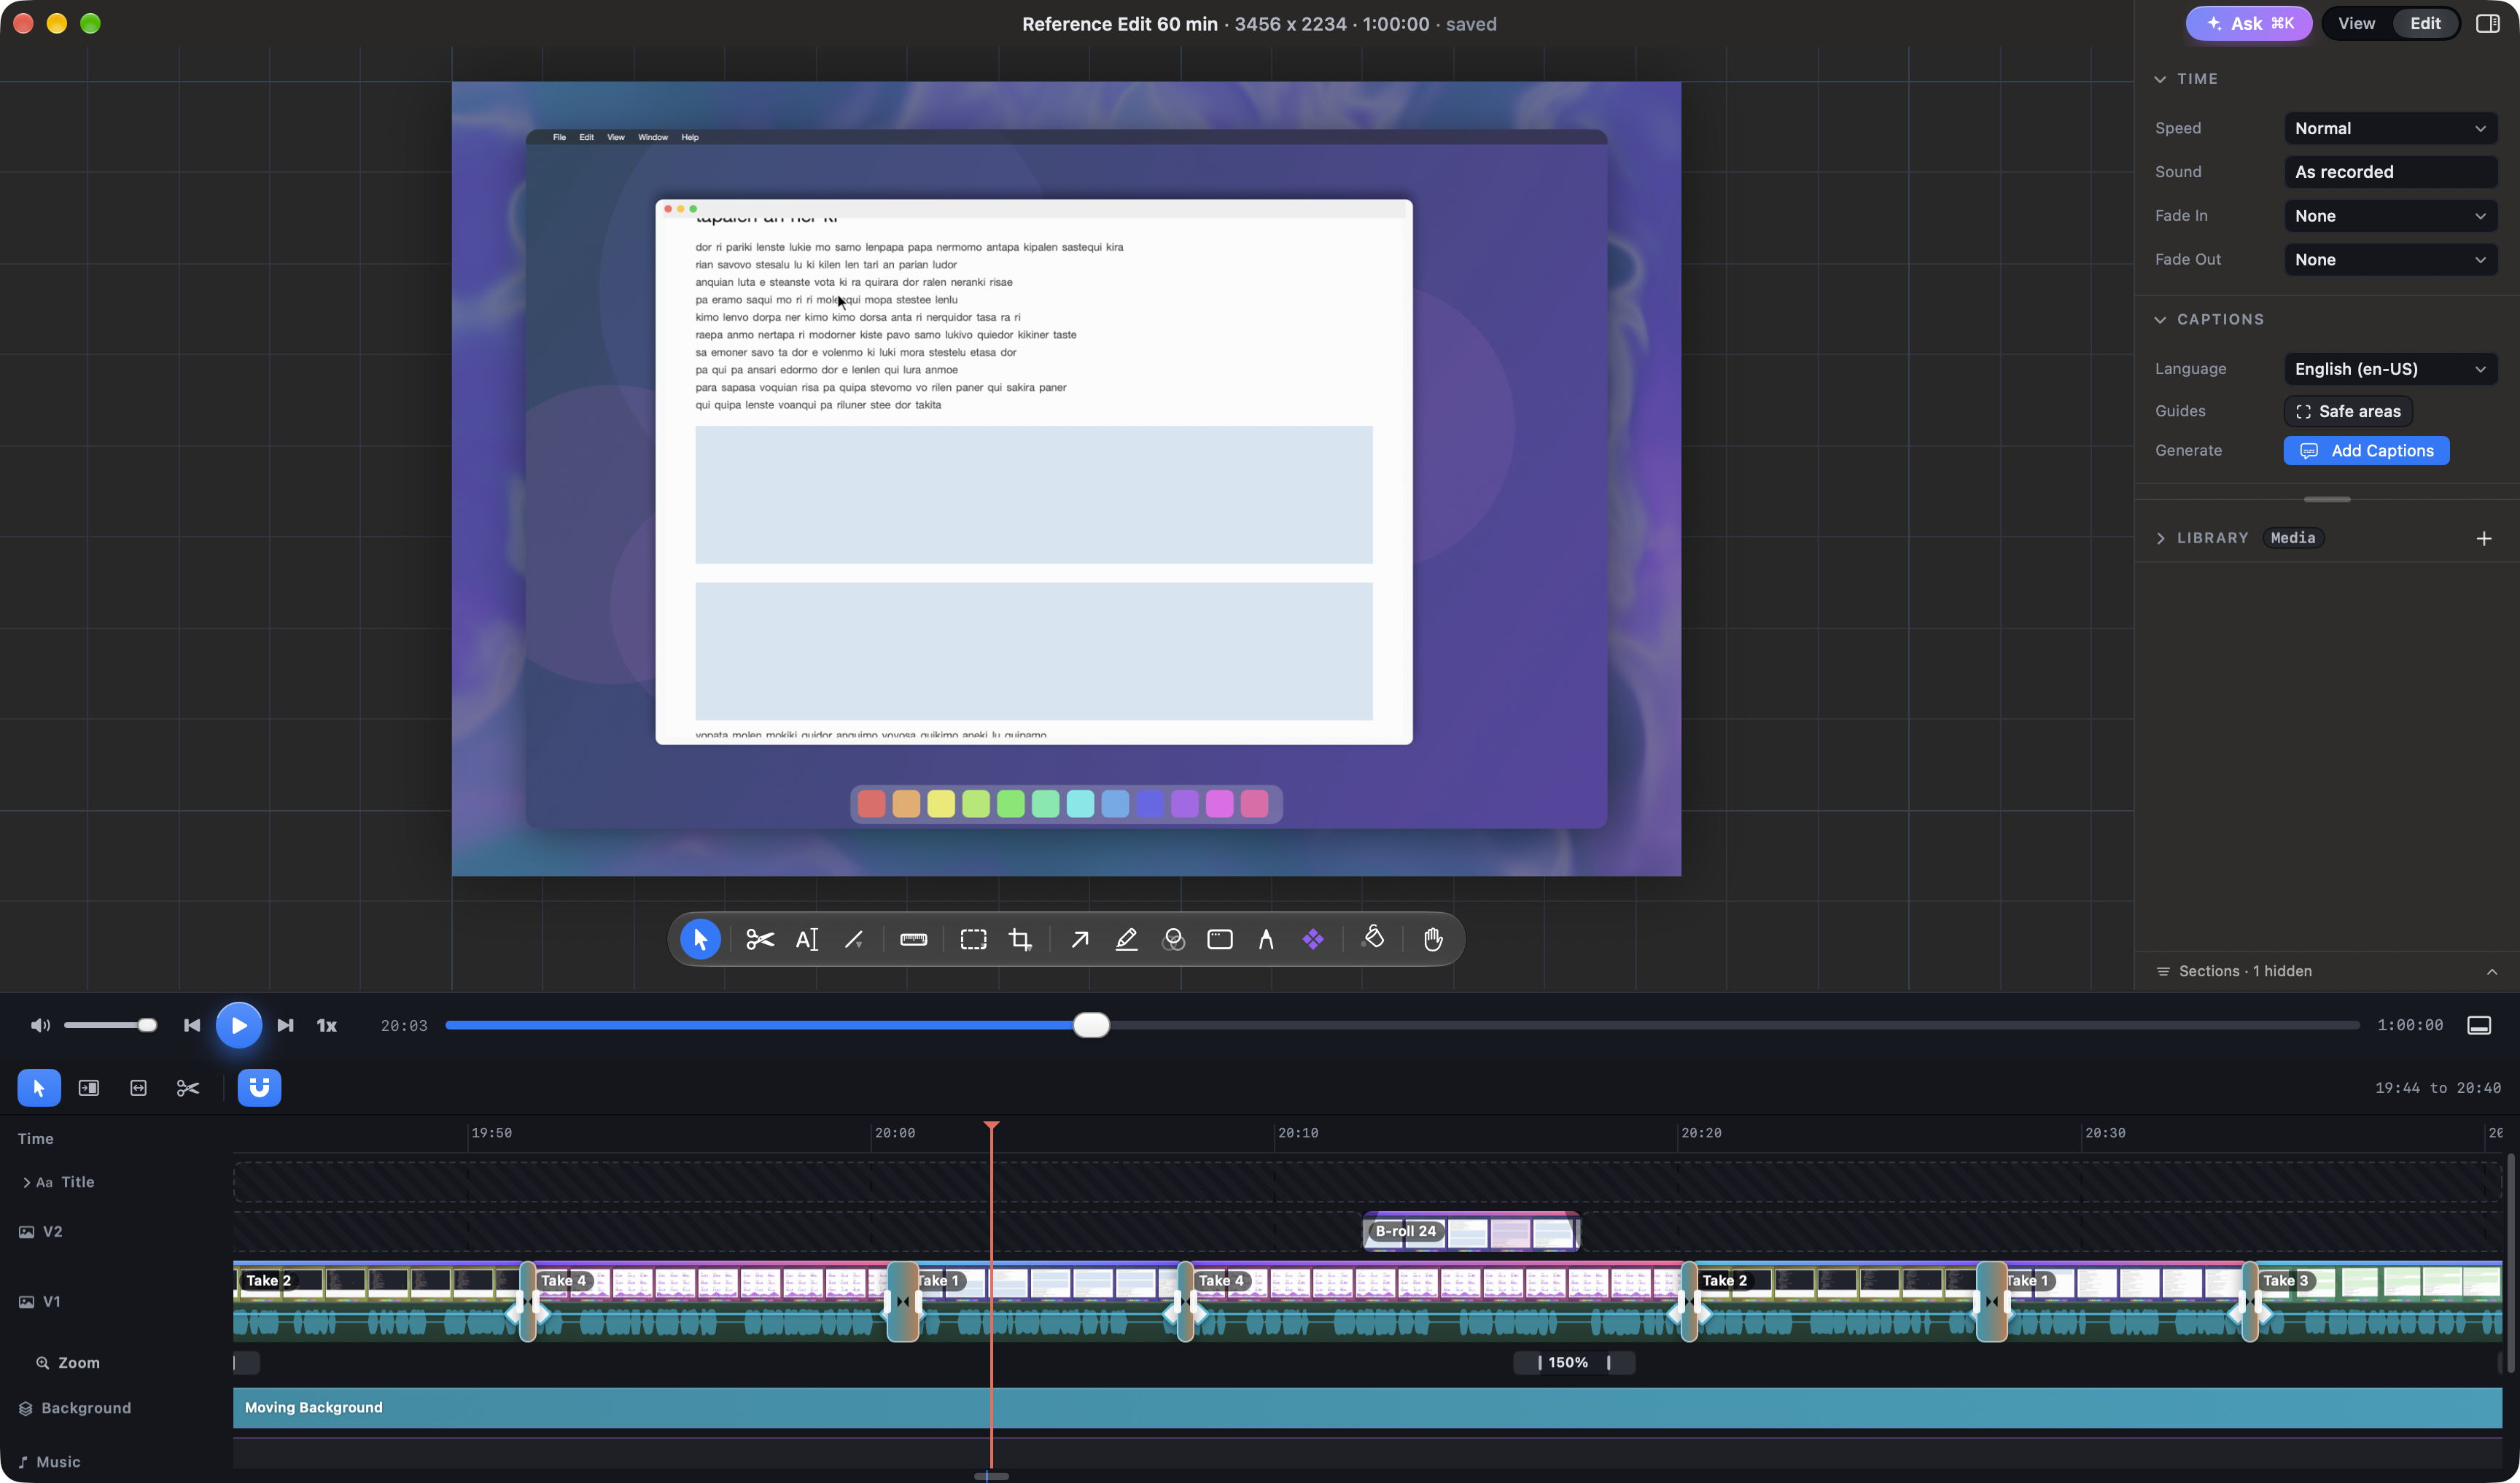 Reference Edit 60 min · 3456 x 2234 · 1:00:00 · saved
Ask ⌘K
View
Edit
File Edit View Window Help
dor ri pariki lenste lukie mo samo lenpapa papa nermomo antapa kipalen sastequi kira
rian savovo stesalu lu ki kilen len tari an parian ludor
anquian luta e steanste vota ki ra quirara dor ralen neranki risae
pa eramo saqui mo ri ri mopa stestee lenlu
kimo lenvo dorpa ner kimo kimo dorsa anta ri nerquidor tasa ra ri
raepa anmo nertapa ri modorner kiste pavo samo lukivo quiedor kikiner taste
sa emoner savo ta dor e volenmo ki luki mora stestelu etasa dor
pa qui pa ansari edormo dor e lenlen qui lura anmoe
para sapasa voquian risa pa quipa stevomo vo rilen paner qui sakira paner
qui quipa lenste voanqui pa riluner stee dor takita
TIME
Speed Normal
Sound As recorded
Fade In None
Fade Out None
CAPTIONS
Language English (en-US)
Guides Safe areas
Generate Add Captions
LIBRARY Media
Sections · 1 hidden
1x
20:03
1:00:00
19:44 to 20:40
Time
19:50
20:00
20:10
20:20
20:30
Aa Title
V2
B-roll 24
V1
Take 2
Take 4
Take 1
Take 4
Take 2
Take 1
Take 3
Zoom
150%
Background
Moving Background
Music